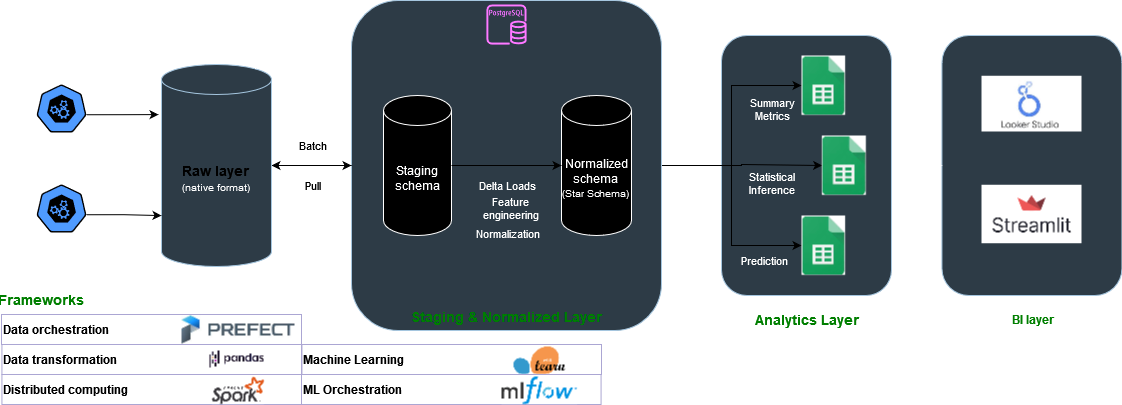 PostgreSQL
Raw layer
(native format)
Batch
Pull
Staging
schema
Delta Loads
Feature
engineering
Normalization
Normalized
schema
(Star Schema)
Staging & Normalized Layer
Summary
Metrics
Statistical
Inference
Prediction
Analytics Layer
Looker Studio
Streamlit
BI layer
Frameworks
Data orchestration
PREFECT
Data transformation
pandas
Machine Learning
learn
Distributed computing
APACHE
Spark
ML Orchestration
mlflow